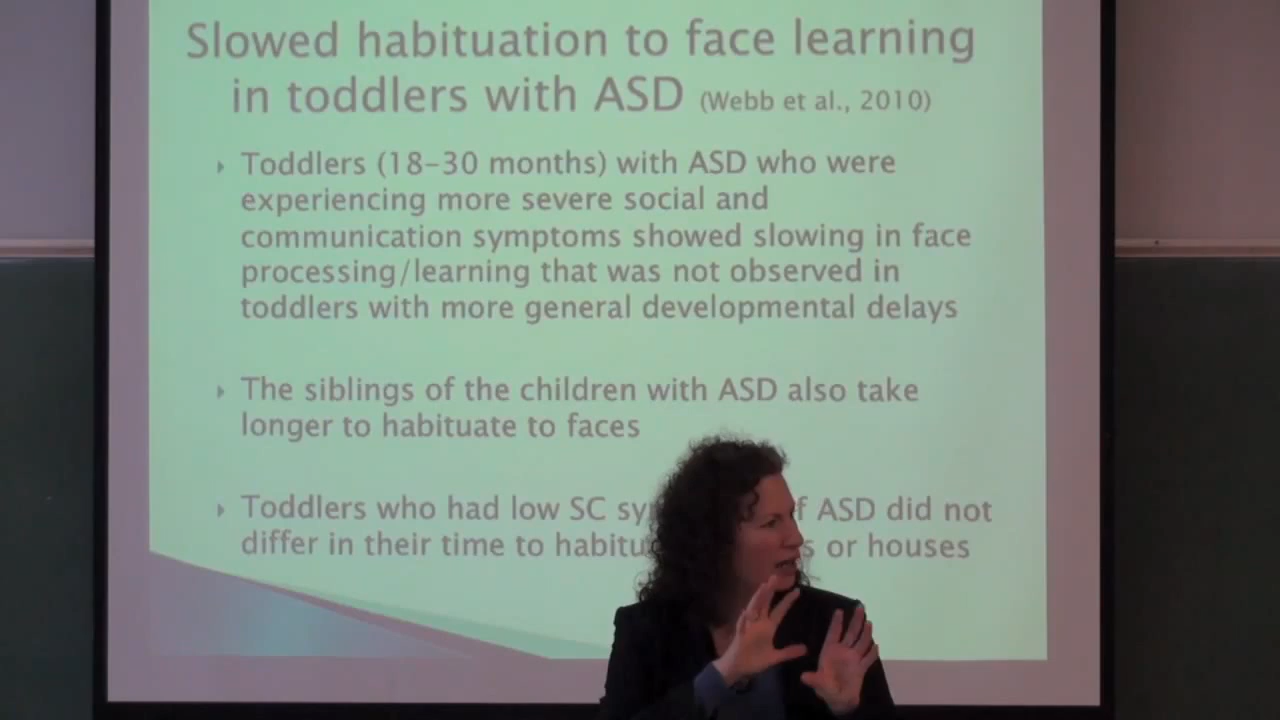 Slowed habituation to face learning
in toddlers with ASD (Webb et al., 2010)
Toddlers (18-30 months) with ASD who were
experiencing more severe social and
communication symptoms showed slowing in face
processing/learning that was not observed in
toddlers with more general developmental delays
The siblings of the children with ASD also take
longer to habituate to faces
Toddlers who had low SC ASD did not
differ in their time to or houses